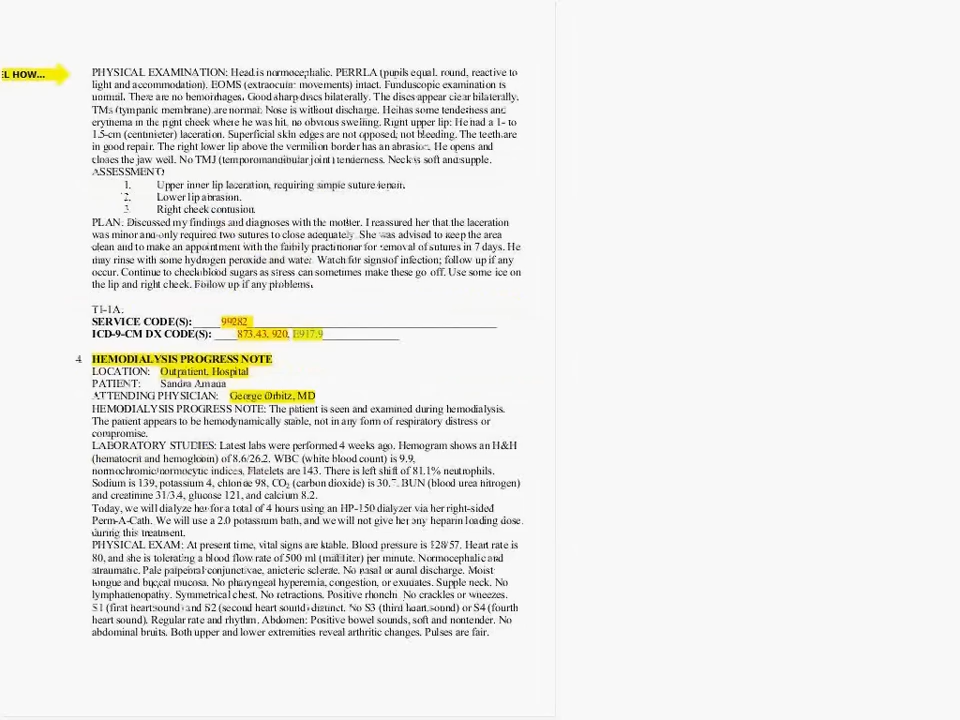 EL HOW...
PHYSICAL EXAMINATION: Head is normocephalic. PERRLA (pupils equal, round, reactive to
light and accommodation). EOMS (extraocular movements) intact. Funduscopic examination is
normal. There are no hemorrhages. Good sharp discs bilaterally. The discs appear clear bilaterally.
TMs (tympanic membrane) are normal. Nose is without discharge. He has some tenderness and
erythema in the right cheek where he was hit, no obvious swelling. Right upper lip: He had a 1- to
1.5-cm (centimeter) laceration. Superficial skin edges are not opposed, not bleeding. The teeth are
in good repair. The right lower lip above the vermilion border has an abrasion. He opens and
closes the jaw well. No TMJ (temporomandibular joint) tenderness. Neck is soft and supple.
ASSESSMENT:
1. Upper inner lip laceration, requiring simple suture repair.
2. Lower lip abrasion.
3. Right cheek contusion.
PLAN: Discussed my findings and diagnoses with the mother. I reassured her that the laceration
was minor and only required two sutures to close adequately. She was advised to keep the area
clean and to make an appointment with the family practitioner for removal of sutures in 7 days. He
may rinse with some hydrogen peroxide and water. Watch for signs of infection; follow up if any
occur. Continue to check blood sugars as stress can sometimes make these go off. Use some ice on
the lip and right cheek. Follow up if any problems.
T1-1A.
SERVICE CODE(S): 99282
ICD-9-CM DX CODE(S): 873.43, 920, E917.9
4. HEMODIALYSIS PROGRESS NOTE
LOCATION: Outpatient, Hospital
PATIENT: Sandra
ATTENDING PHYSICIAN: George Orbitz, MD
HEMODIALYSIS PROGRESS NOTE: The patient is seen and examined during hemodialysis.
The patient appears to be hemodynamically stable, not in any form of respiratory distress or
compromise.
LABORATORY STUDIES: Latest labs were performed 4 weeks ago. Hemogram shows an H&H
(hematocrit and hemoglobin) of 8.6/26.2. WBC (white blood count) is 9.9,
normochromic/normocytic indices. Platelets are 143. There is left shift of 81.1% neutrophils.
Sodium is 139, potassium 4, chloride 98, CO₂ (carbon dioxide) is 30.7. BUN (blood urea nitrogen)
and creatinine 31/3.4, glucose 121, and calcium 8.2.
Today, we will dialyze her for a total of 4 hours using an HP-150 dialyzer via her right-sided
Perm-A-Cath. We will use a 2.0 potassium bath, and we will not give her any heparin loading dose
during this treatment.
PHYSICAL EXAM: At present time, vital signs are stable. Blood pressure is 128/57. Heart rate is
80, and she is tolerating a blood flow rate of 500 ml (milliliter) per minute. Normocephalic and
atraumatic. Pale palpebral conjunctivae, anicteric sclerae. No nasal or aural discharge. Moist
tongue and buccal mucosa. No pharyngeal hyperemia, congestion, or exudates. Supple neck. No
lymphadenopathy. Symmetrical chest. No retractions. Positive rhonchi. No crackles or wheezes.
S1 (first heart sound) and S2 (second heart sound) distinct. No S3 (third heart sound) or S4 (fourth
heart sound). Regular rate and rhythm. Abdomen: Positive bowel sounds, soft and nontender. No
abdominal bruits. Both upper and lower extremities reveal arthritic changes. Pulses are fair.